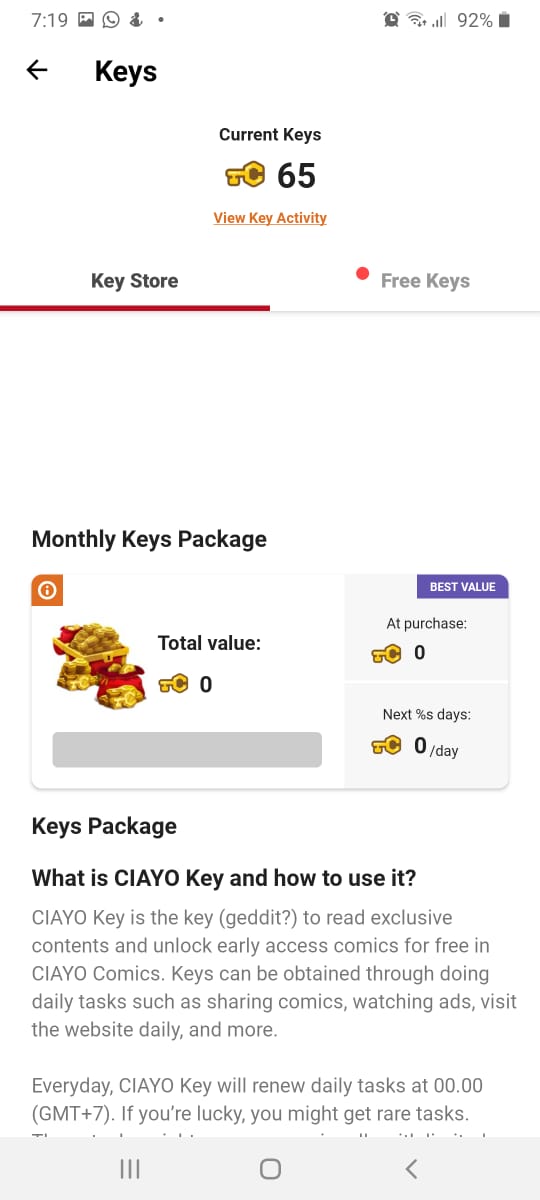 7:19
92%
Keys
Current Keys
65
View Key Activity
Key Store
Free Keys
Monthly Keys Package
BEST VALUE
Total value:
0
At purchase:
0
Next %s days:
0 /day
Keys Package
What is CIAYO Key and how to use it?
CIAYO Key is the key (geddit?) to read exclusive
contents and unlock early access comics for free in
CIAYO Comics. Keys can be obtained through doing
daily tasks such as sharing comics, watching ads, visit
the website daily, and more.
Everyday, CIAYO Key will renew daily tasks at 00.00
(GMT+7). If you’re lucky, you might get rare tasks.